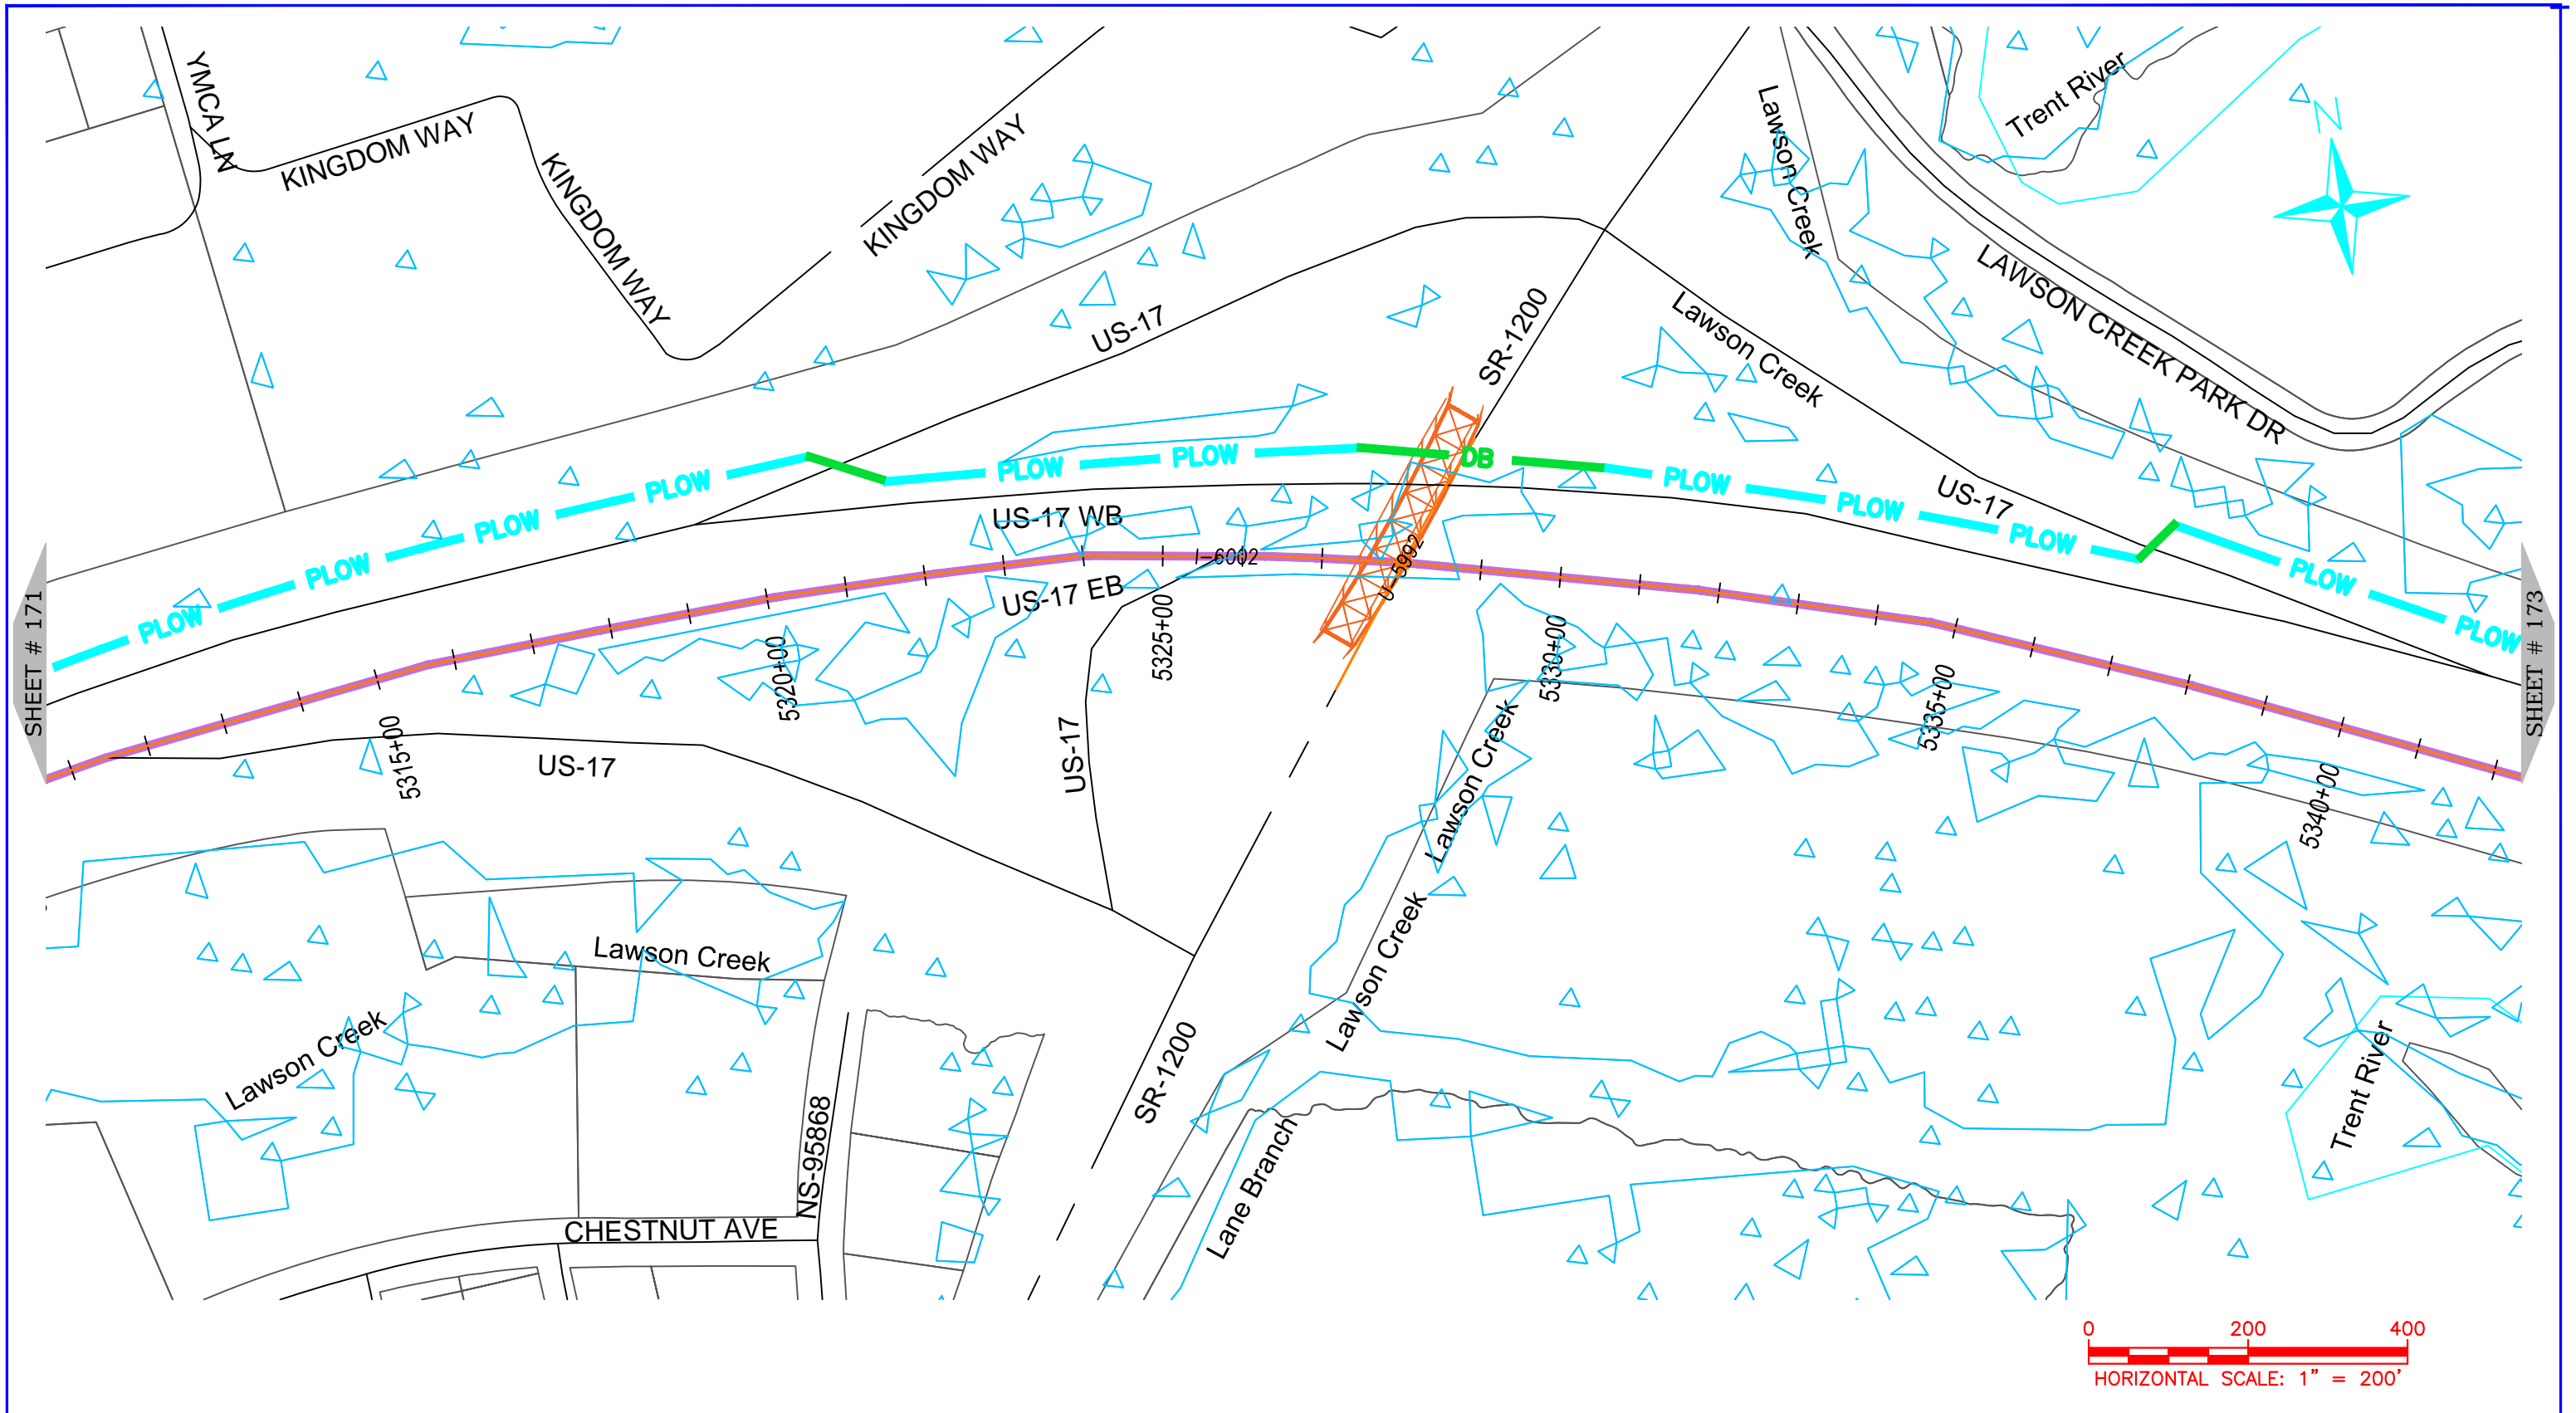 YMCA LN
KINGDOM WAY
KINGDOM WAY
KINGDOM WAY
Lawson Creek
Trent River
N
LAWSON CREEK PARK DR
US-17
SR-1200
Lawson Creek
US-17
PLOW
PLOW
PLOW
PLOW
PLOW
PLOW
DB
PLOW
PLOW
PLOW
PLOW
PLOW
US-17 WB
I-6002
U-5992
US-17 EB
SHEET # 171
SHEET # 173
5315+00
5320+00
5325+00
5330+00
5335+00
5340+00
US-17
US-17
Lawson Creek
Lawson Creek
Lawson Creek
Lawson Creek
SR-1200
Lane Branch
Trent River
NS-95868
CHESTNUT AVE
0 200 400
HORIZONTAL SCALE: 1" = 200'